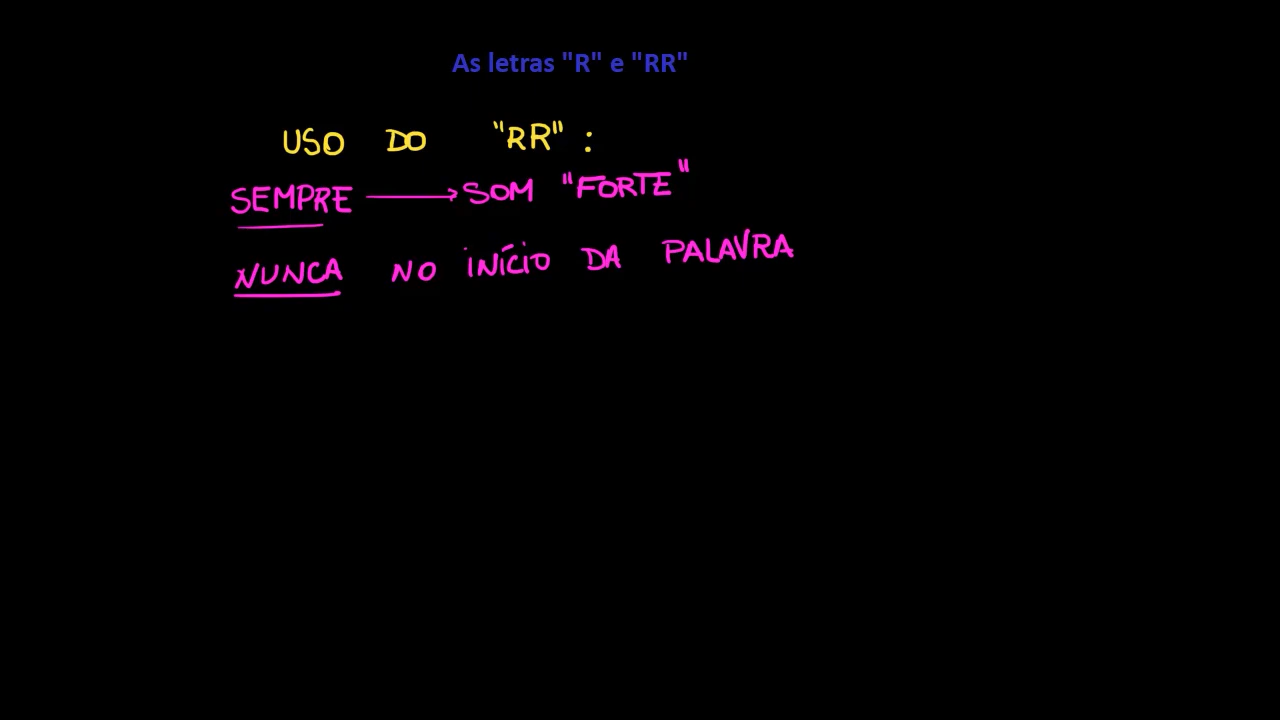 As letras "R" e "RR"
USO DO "RR" :
SEMPRE → SOM "FORTE"
NUNCA NO INÍCIO DA PALAVRA